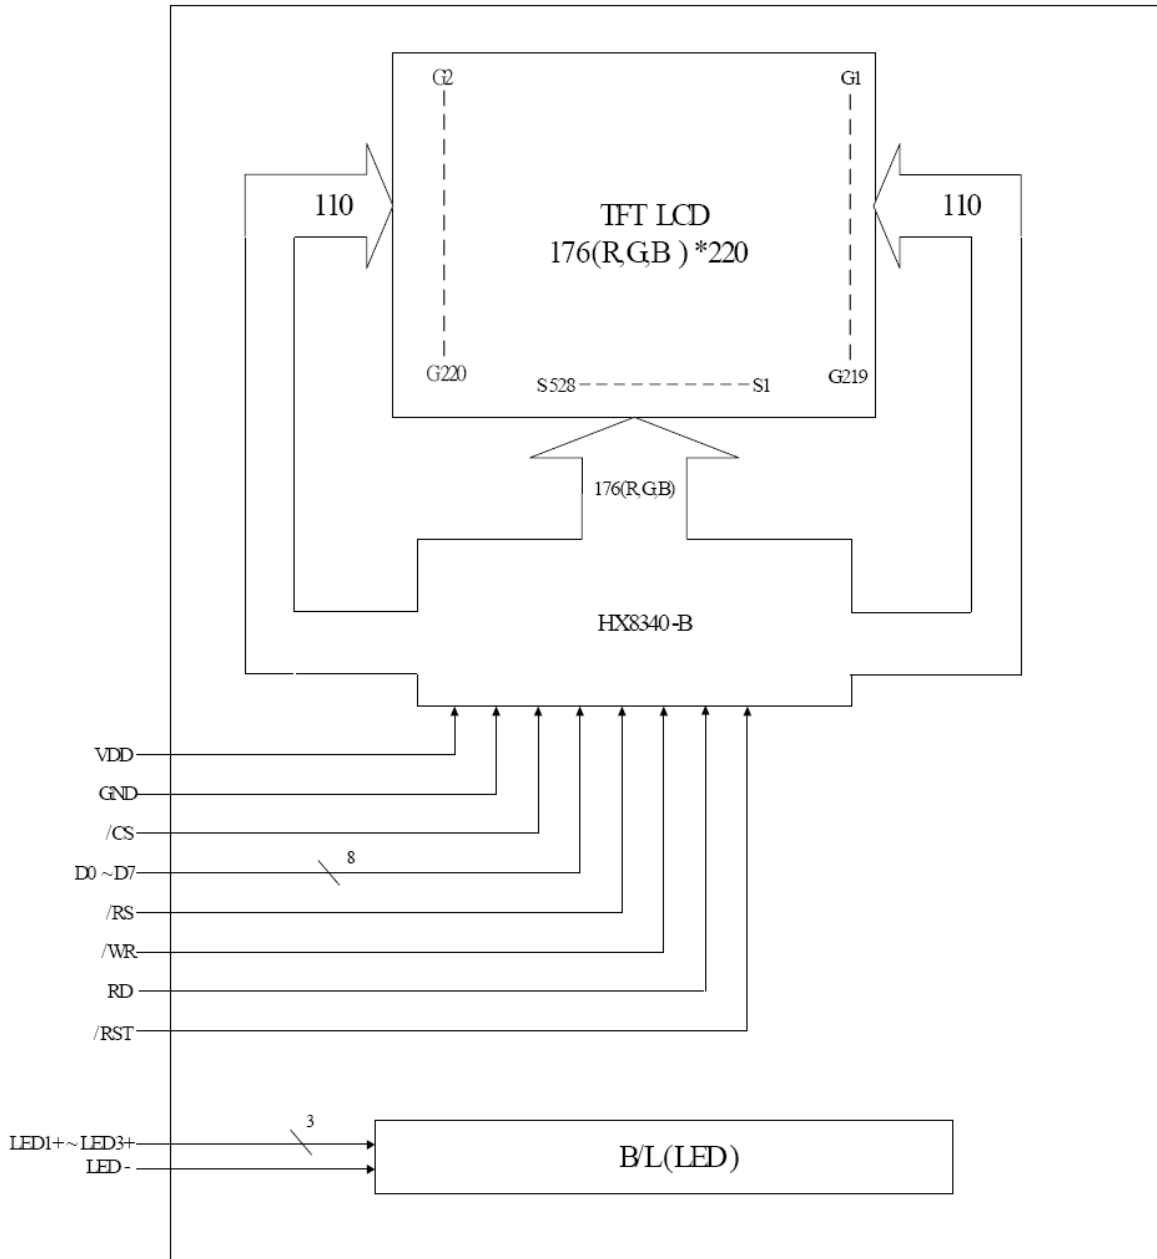 G2
G1
110
110
TFT LCD
176(R,G,B ) *220
G220
G219
S528
S1
176(R,G,B)
HX8340-B
VDD
GND
/CS
8
D0 ~D7
/RS
/WR
RD
/RST
3
LED1+~LED3+
LED-
B/L(LED)